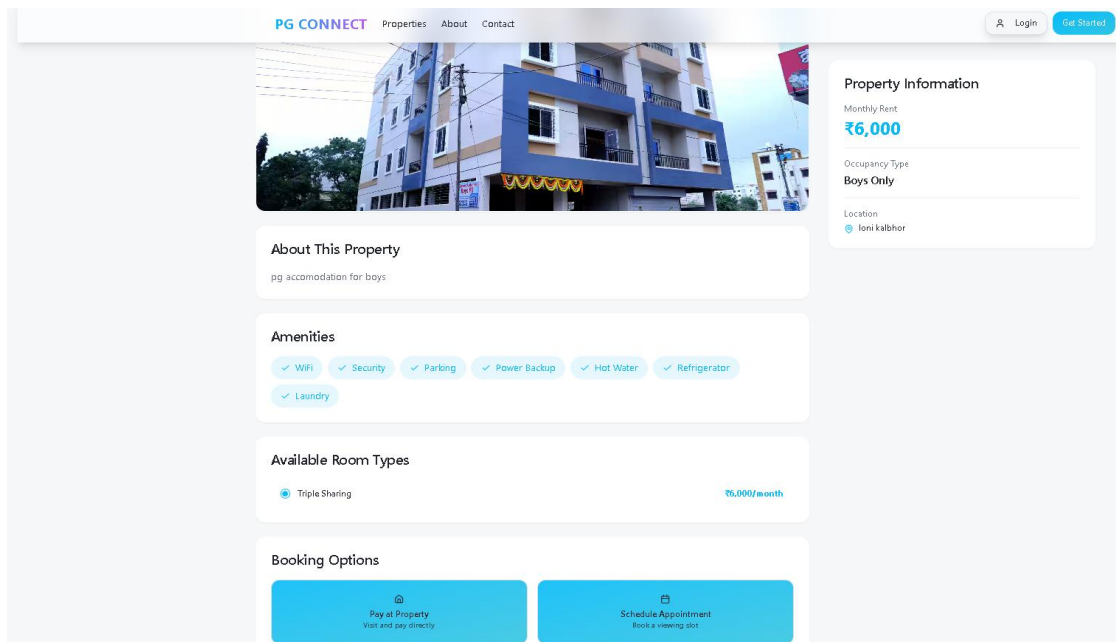 PG CONNECT Properties About Contact Login Get Started
About This Property
pg accomodation for boys
Amenities
WiFi Security Parking Power Backup Hot Water Refrigerator
Laundry
Available Room Types
Triple Sharing ₹6,000/month
Booking Options
Pay at Property
Visit and pay directly
Schedule Appointment
Book a viewing slot
Property Information
Monthly Rent
₹6,000
Occupancy Type
Boys Only
Location
loni kalbhor